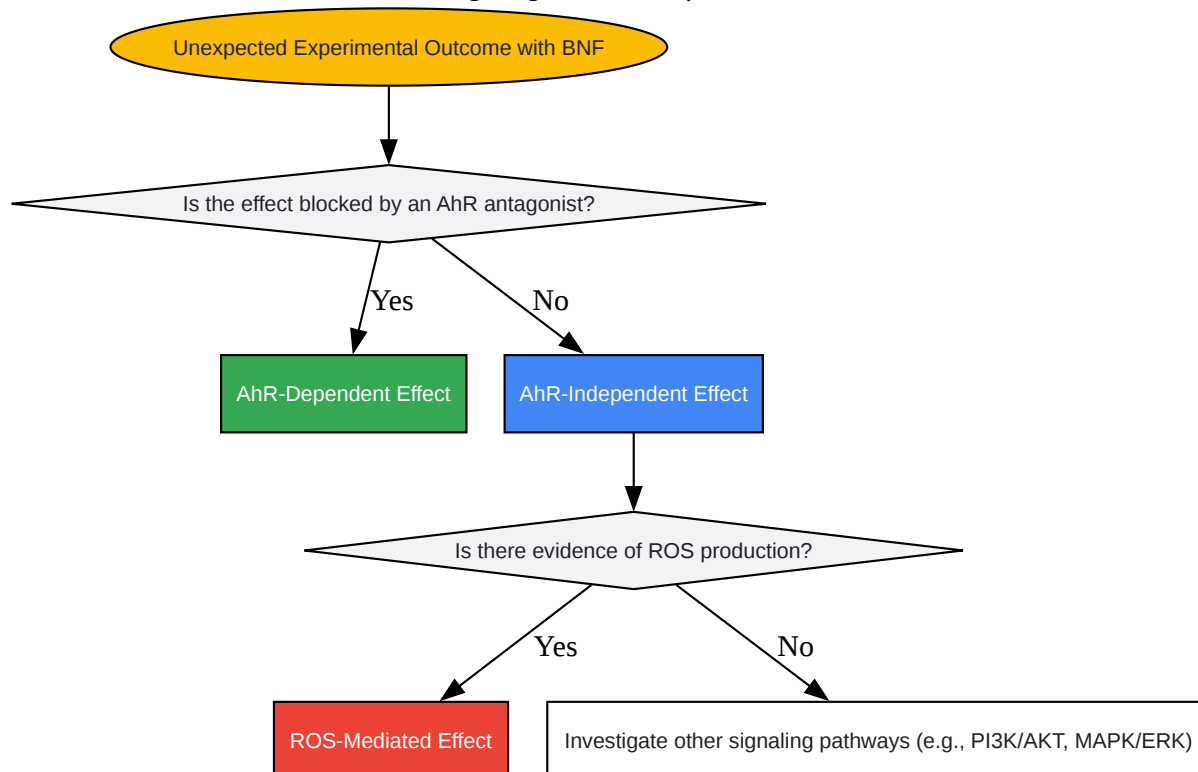 Unexpected Experimental Outcome with BNF
Is the effect blocked by an AhR antagonist?
Yes
No
AhR-Dependent Effect
AhR-Independent Effect
Is there evidence of ROS production?
Yes
No
ROS-Mediated Effect
Investigate other signaling pathways (e.g., PI3K/AKT, MAPK/ERK)